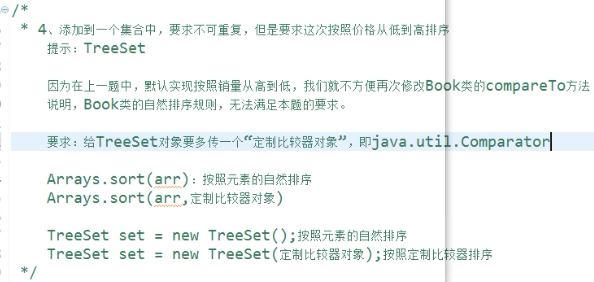 /*
* 4、添加到一个集合中，要求不可重复，但是要求这次按照价格从低到高排序
提示：TreeSet
因为在上一题中，默认实现按照销量从高到低，我们就不方便再次修改Book类的compareTo方法
说明，Book类的自然排序规则，无法满足本题的要求。
要求：给TreeSet对象要多传一个“定制比较器对象”，即java.util.Comparator
Arrays.sort(arr)：按照元素的自然排序
Arrays.sort(arr,定制比较器对象)
TreeSet set = new TreeSet();按照元素的自然排序
TreeSet set = new TreeSet(定制比较器对象);按照定制比较器排序
*/